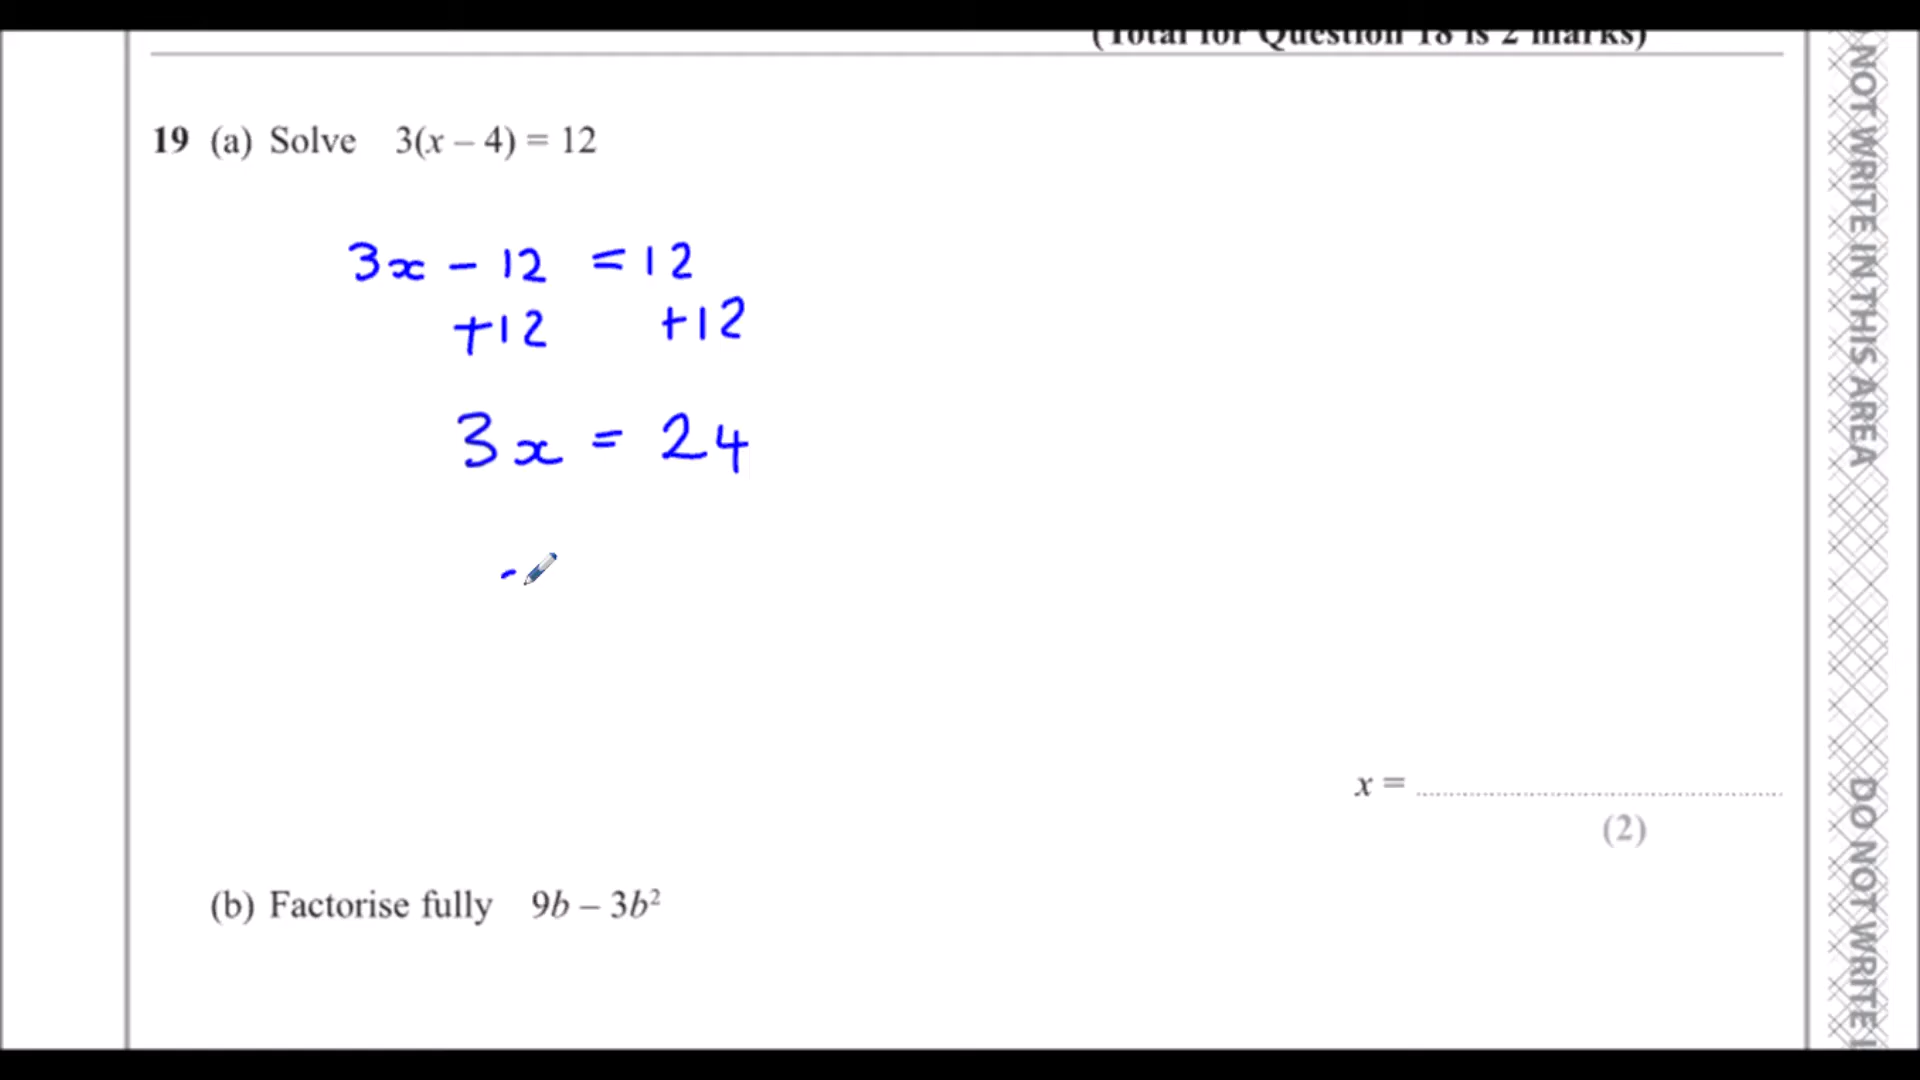 (Total for Question 18 is 2 marks)
19 (a) Solve 3(x – 4) = 12
3x - 12 = 12
+12 +12
3x = 24
x =
(2)
(b) Factorise fully 9b – 3b²
NOT WRITE IN THIS AREA
DO NOT WRITE I